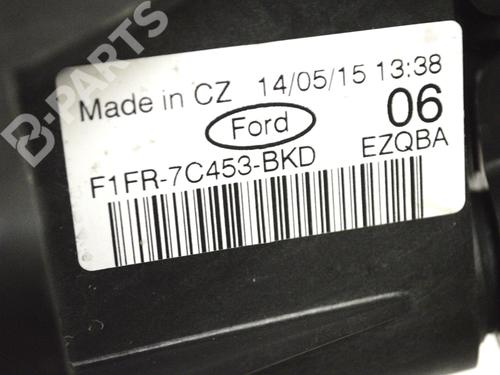 B-PARTS
Made in CZ 14/05/15 13:38
Ford 06
F1FR-7C453-BKD EZQBA